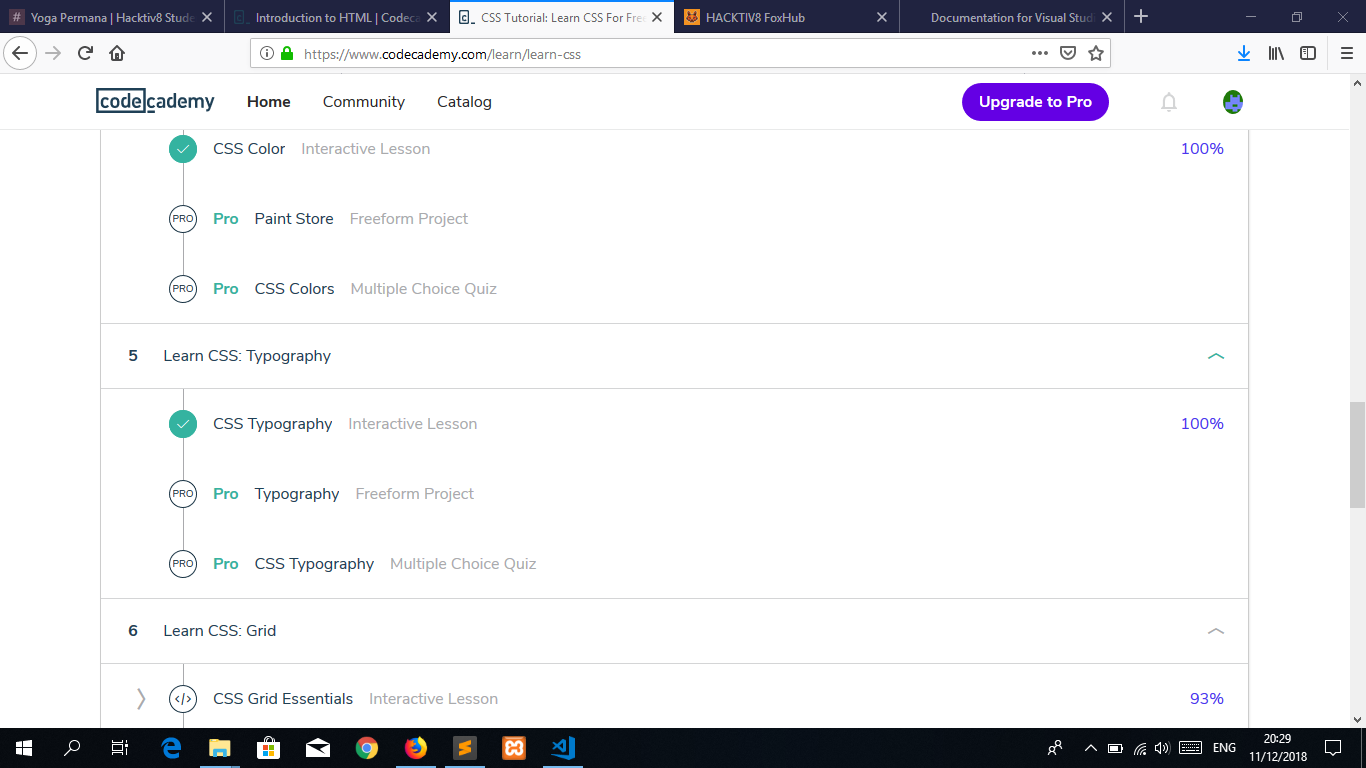 Yoga Permana | Hacktiv8 Stude
Introduction to HTML | Codeca
CSS Tutorial: Learn CSS For Free
HACKTIV8 FoxHub
Documentation for Visual Stud
https://www.codecademy.com/learn/learn-css
codecademy Home Community Catalog Upgrade to Pro
CSS Color Interactive Lesson 100%
PRO Pro Paint Store Freeform Project
PRO Pro CSS Colors Multiple Choice Quiz
5 Learn CSS: Typography
CSS Typography Interactive Lesson 100%
PRO Pro Typography Freeform Project
PRO Pro CSS Typography Multiple Choice Quiz
6 Learn CSS: Grid
</> CSS Grid Essentials Interactive Lesson 93%
ENG
20:29
11/12/2018